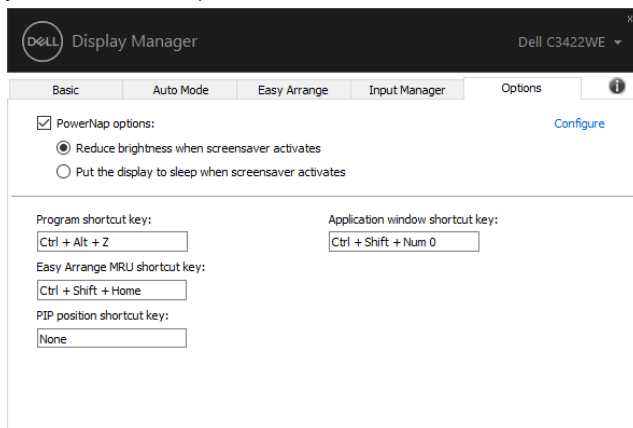 DELL Display Manager
Dell C3422WE
Basic Auto Mode Easy Arrange Input Manager Options
PowerNap options:
Configure
Reduce brightness when screensaver activates
Put the display to sleep when screensaver activates
Program shortcut key:
Application window shortcut key:
Ctrl + Alt + Z
Ctrl + Shift + Num 0
Easy Arrange MRU shortcut key:
Ctrl + Shift + Home
PIP position shortcut key:
None